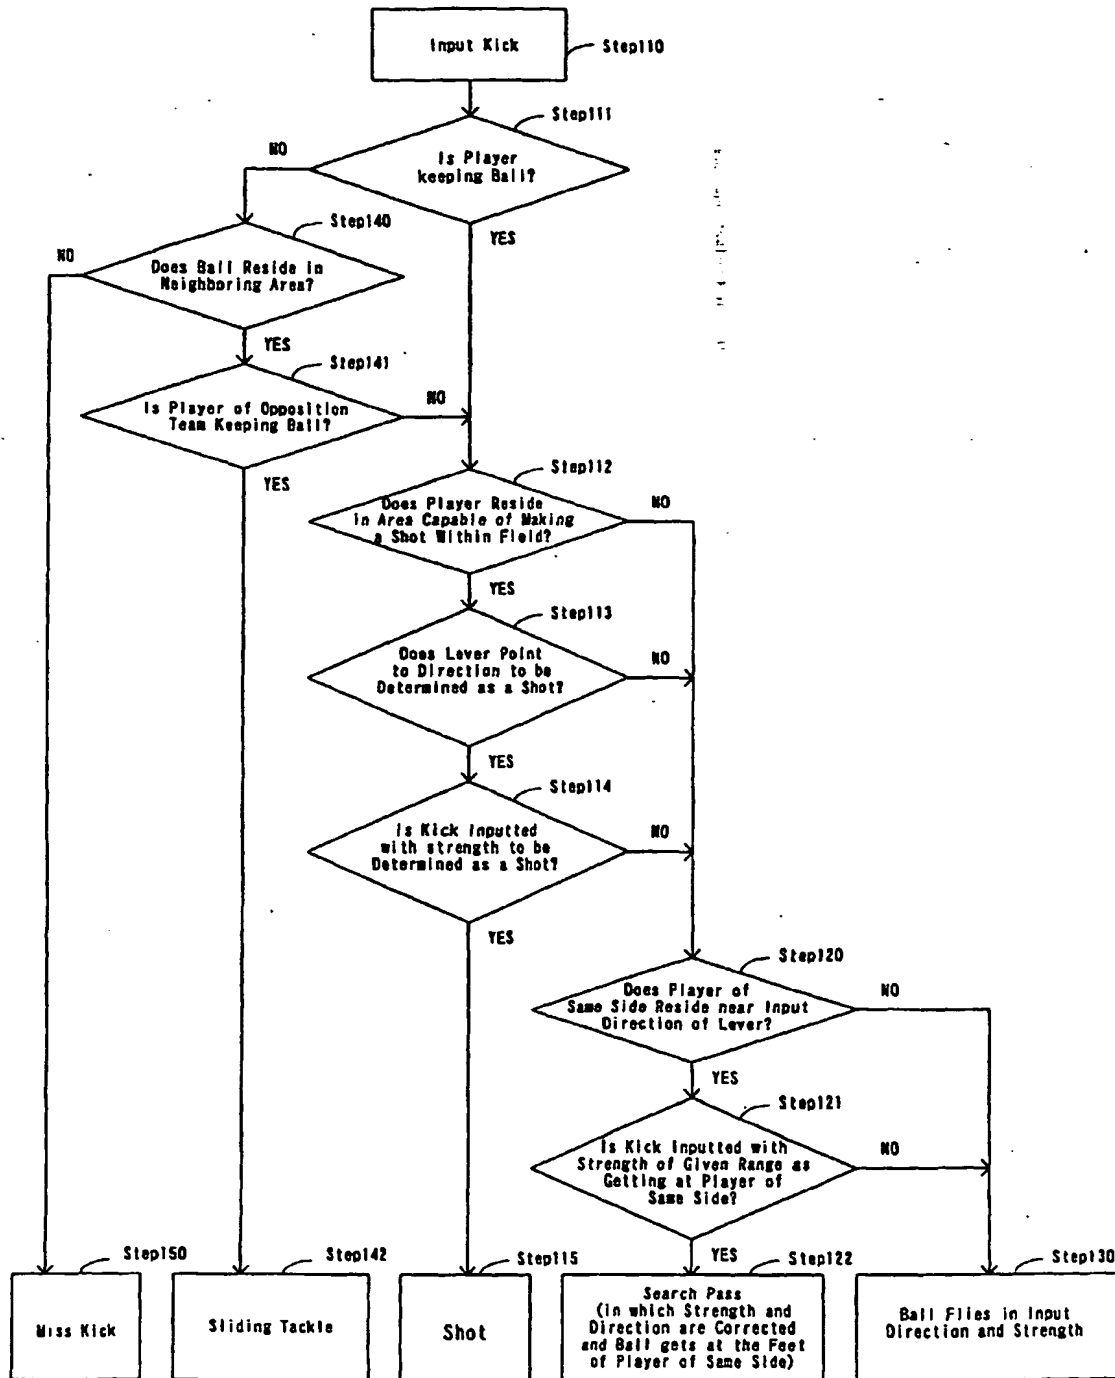 Input Kick
Step110
Step111
Is Player
keeping Ball?
NO
YES
Step140
NO
Does Ball Reside in
Neighboring Area?
YES
Step141
Is Player of Opposition
Team Keeping Ball?
NO
YES
Step112
Does Player Reside
in Area Capable of Making
a Shot Within Field?
NO
YES
Step113
Does Lever Point
to Direction to be
Determined as a Shot?
NO
YES
Step114
Is Kick Inputted
with strength to be
Determined as a Shot?
NO
YES
Step120
Does Player of
Same Side Reside near Input
Direction of Lever?
NO
YES
Step121
Is Kick Inputted with
Strength of Given Range as
Getting at Player of
Same Side?
NO
YES
Step150
Miss Kick
Step142
Sliding Tackle
Step115
Shot
Step122
Search Pass
(in which Strength and
Direction are Corrected
and Ball gets at the Feet
of Player of Same Side)
Step130
Ball Flies in Input
Direction and Strength